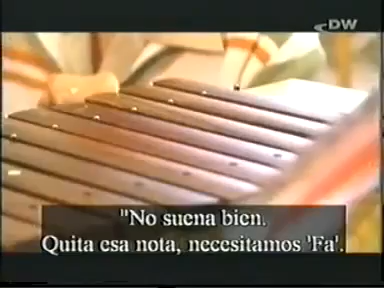 DW
"No suena bien.
Quita esa nota, necesitamos 'Fa'.